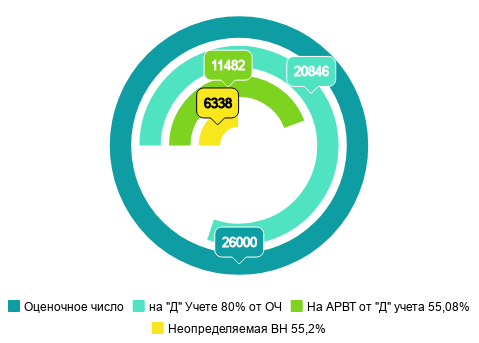 11482
20846
6338
26000
Оценочное число на "Д" Учете 80% от ОЧ На АРВТ от "Д" учета 55,08%
Неопределяемая ВН 55,2%